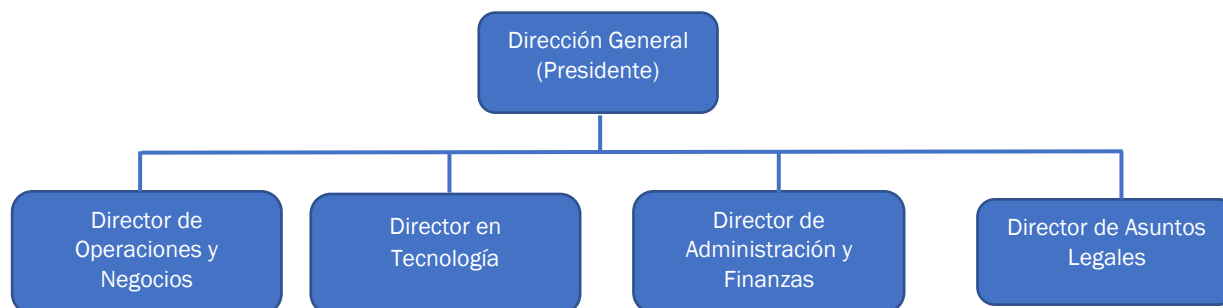 Dirección General
(Presidente)
Director de
Operaciones y
Negocios
Director en
Tecnología
Director de
Administración y
Finanzas
Director de Asuntos
Legales